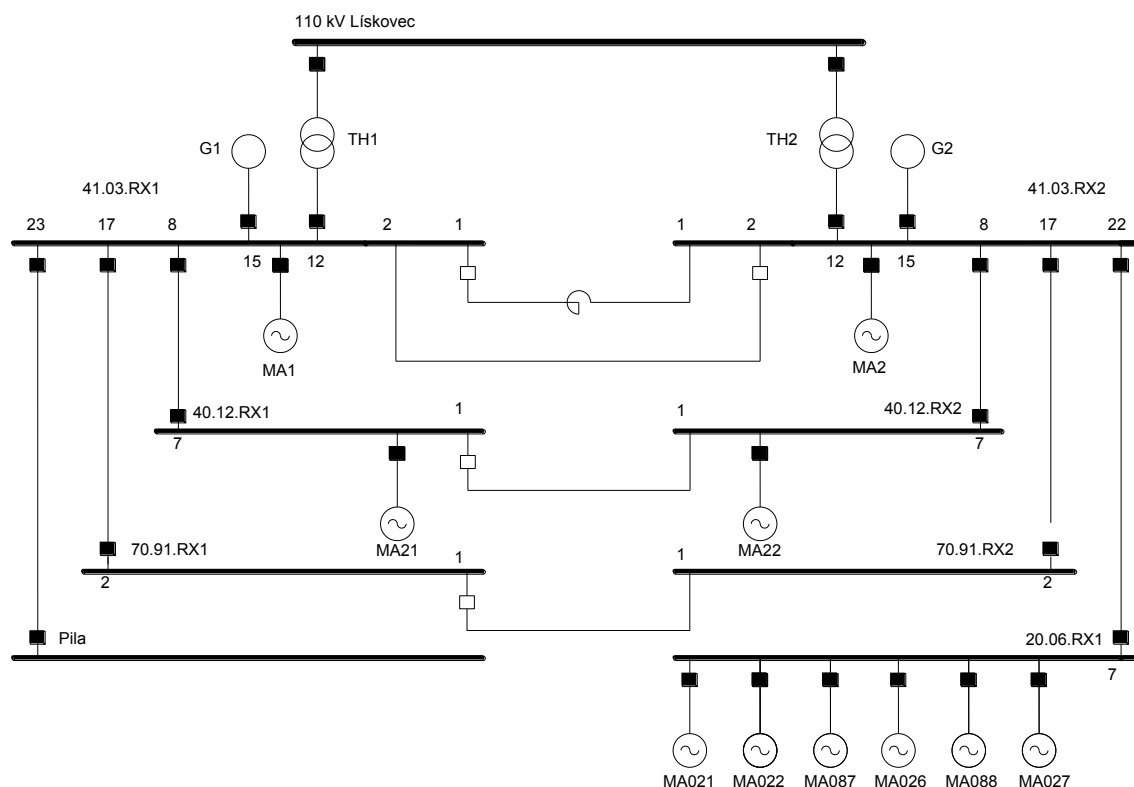 110 kV Lískovec
TH1
TH2
G1
G2
41.03.RX1
41.03.RX2
23
17
8
2
1
1
2
8
17
22
15
12
12
15
MA1
MA2
40.12.RX1
1
1
40.12.RX2
7
7
MA21
MA22
70.91.RX1
1
1
70.91.RX2
2
2
Pila
20.06.RX1
7
MA021
MA022
MA087
MA026
MA088
MA027